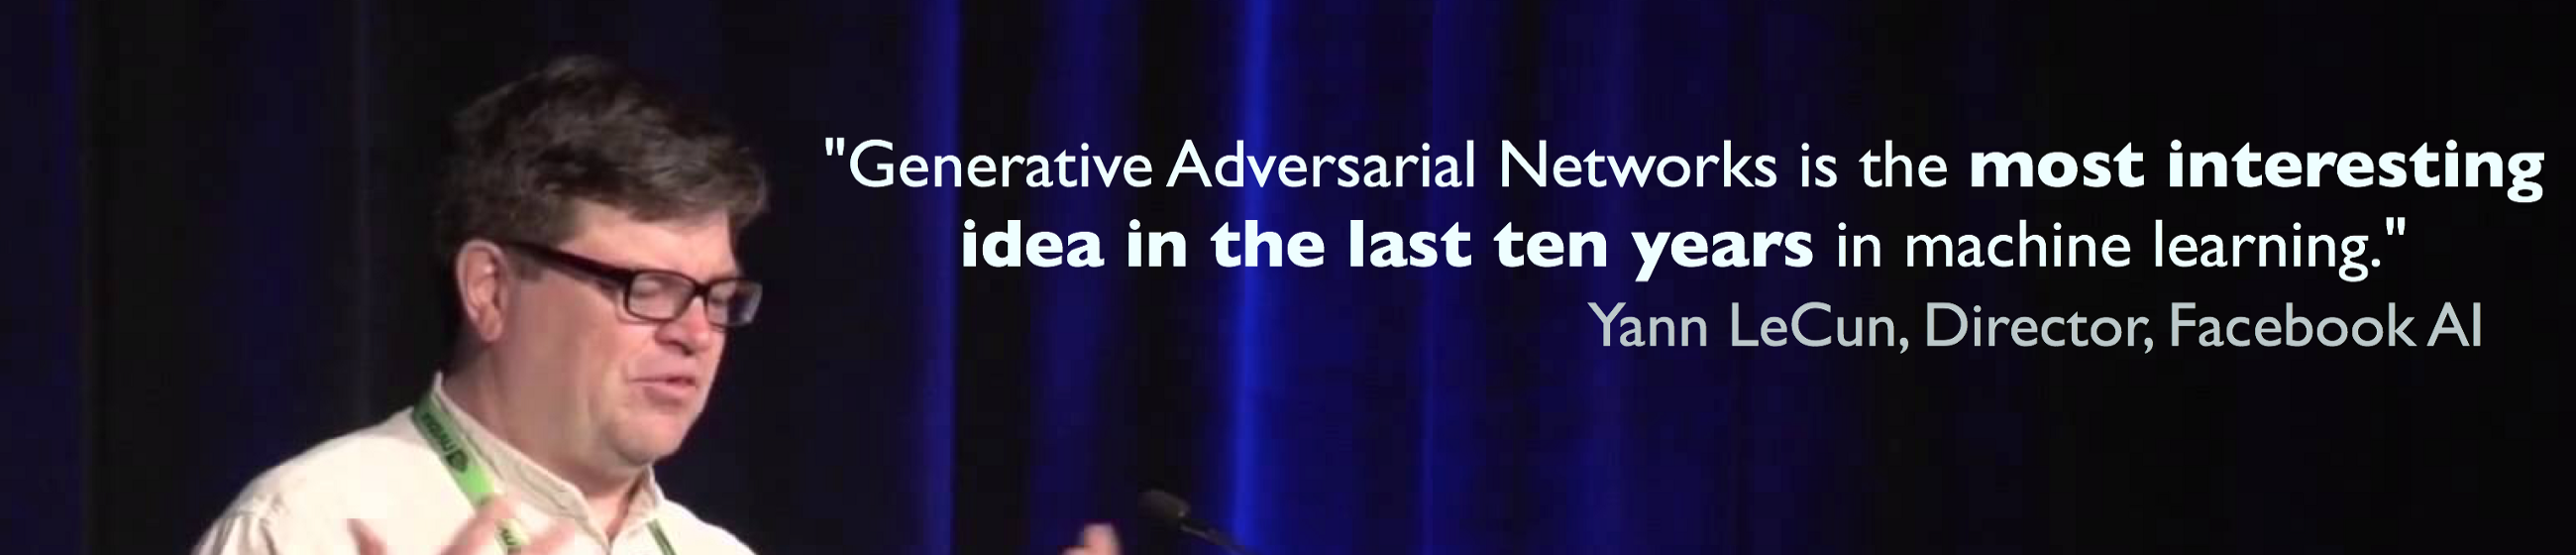 "Generative Adversarial Networks is the most interesting
idea in the last ten years in machine learning."
Yann LeCun, Director, Facebook AI